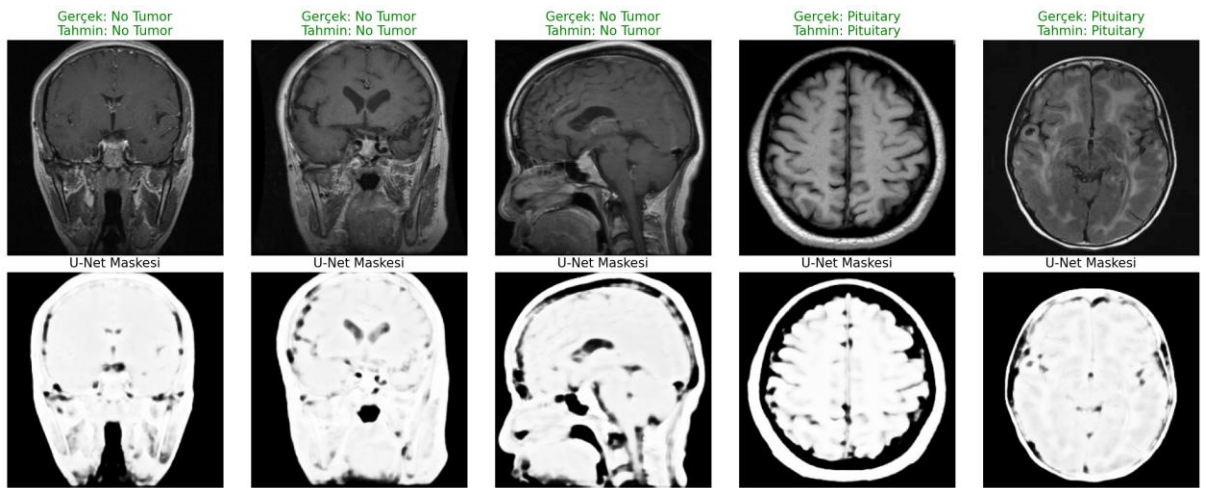 Gerçek: No Tumor
Tahmin: No Tumor
Gerçek: No Tumor
Tahmin: No Tumor
Gerçek: No Tumor
Tahmin: No Tumor
Gerçek: Pituitary
Tahmin: Pituitary
Gerçek: Pituitary
Tahmin: Pituitary
U-Net Maskesi
U-Net Maskesi
U-Net Maskesi
U-Net Maskesi
U-Net Maskesi